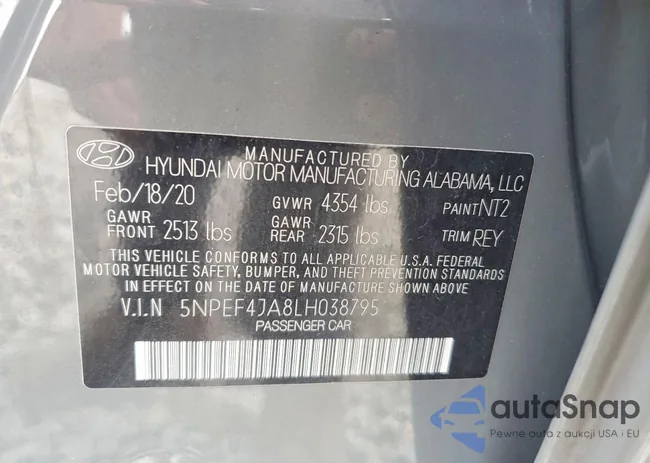 MANUFACTURED BY
HYUNDAI MOTOR MANUFACTURING ALABAMA, LLC
Feb/18/20 GVWR 4354 lbs PAINT NT2
GAWR FRONT 2513 lbs GAWR REAR 2315 lbs TRIM REY
THIS VEHICLE CONFORMS TO ALL APPLICABLE U.S.A. FEDERAL
MOTOR VEHICLE SAFETY, BUMPER, AND THEFT PREVENTION STANDARDS
IN EFFECT ON THE DATE OF MANUFACTURE SHOWN ABOVE
V.I.N 5NPEF4JA8LH038795
PASSENGER CAR
autaSnap
Pewne auta z aukcji USA i EU